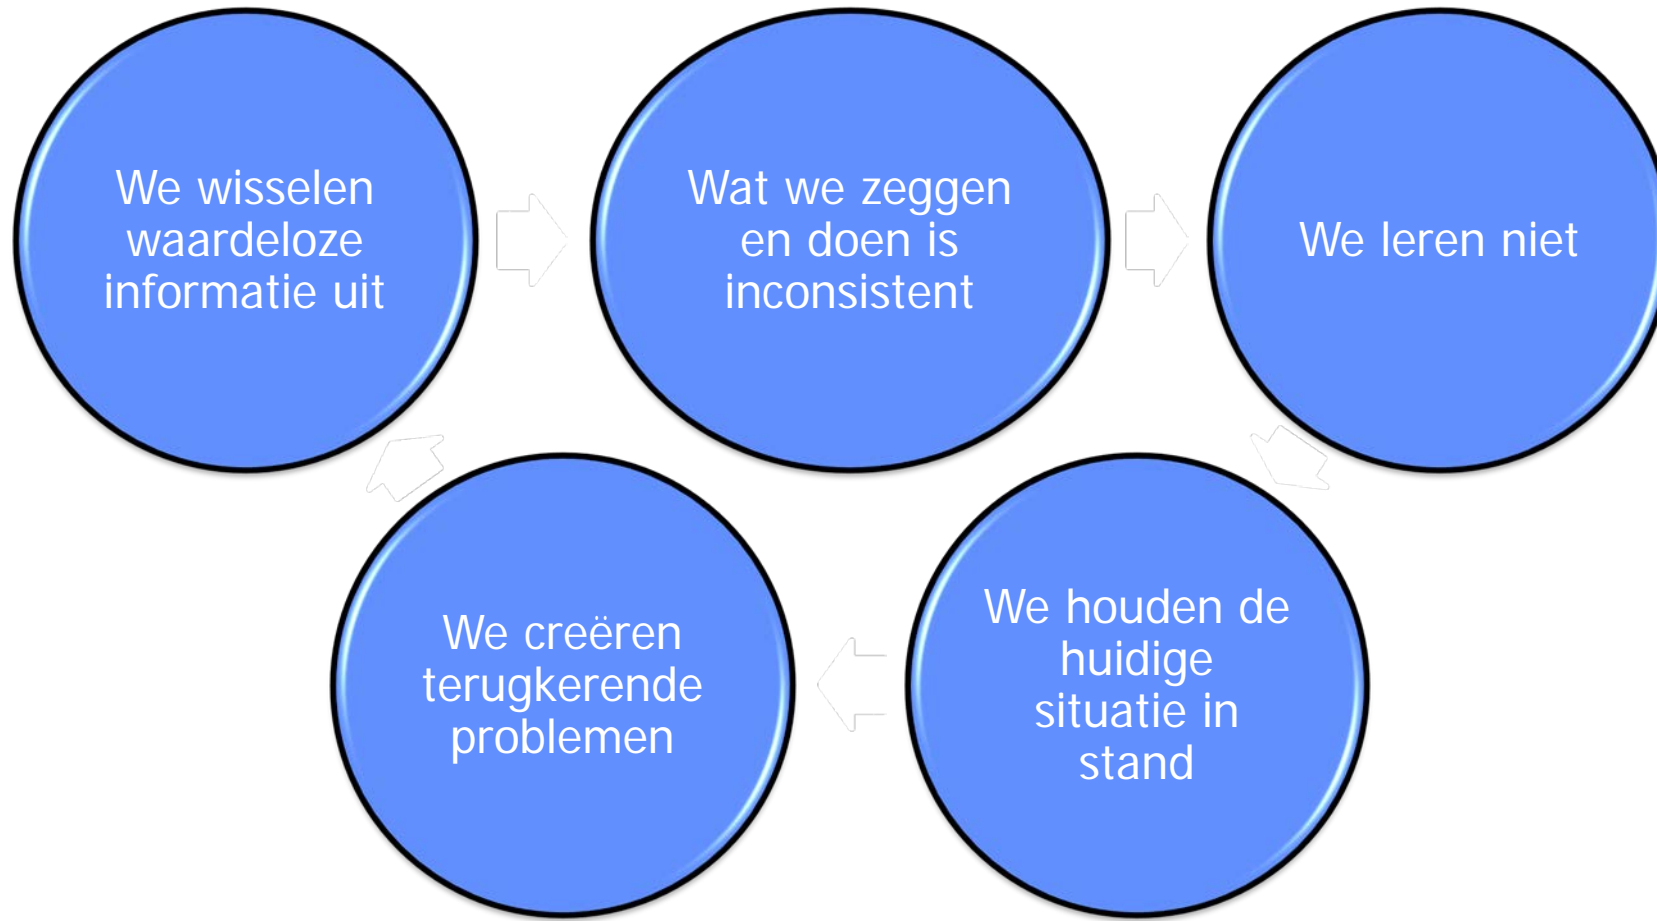 We wisselen
waardeloze
informatie uit
Wat we zeggen
en doen is
inconsistent
We leren niet
We houden de
huidige
situatie in
stand
We creëren
terugkerende
problemen